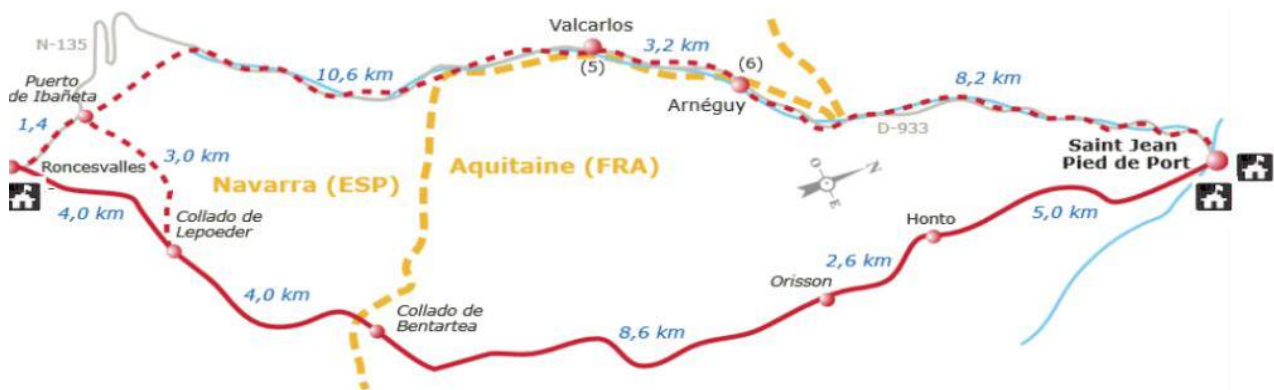 Valcarlos
N-135
3,2 km
(6)
(5)
10,6 km
8,2 km
Puerto
de Ibañeta
Arnéguy
1,4
D-933
Saint Jean
Pied de Port
3,0 km
Roncesvalles
Navarra (ESP)
Aquitaine (FRA)
O
N
E
4,0 km
Collado de
Lepoeder
Honto
5,0 km
2,6 km
Orisson
4,0 km
Collado de
Bentartea
8,6 km